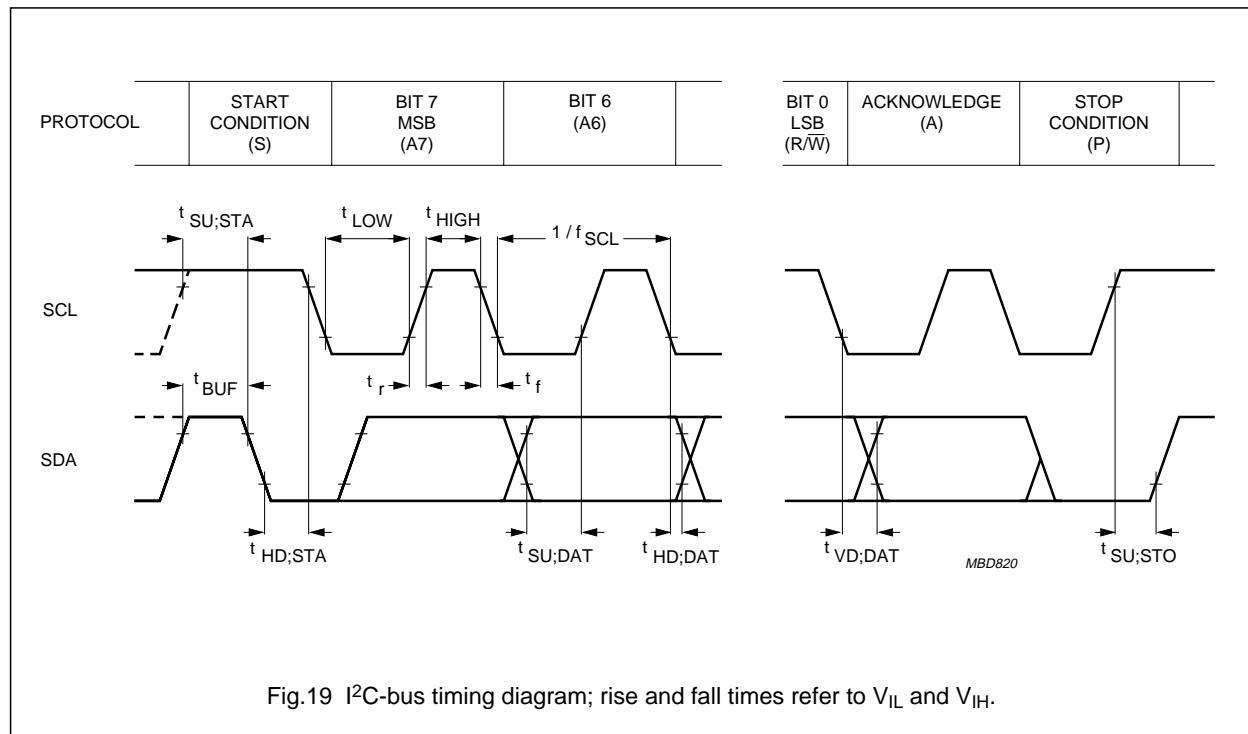 PROTOCOL
START
CONDITION
(S)
BIT 7
MSB
(A7)
BIT 6
(A6)
BIT 0
LSB
(R/W̅)
ACKNOWLEDGE
(A)
STOP
CONDITION
(P)
t SU;STA
t LOW
t HIGH
1 / f SCL
SCL
t BUF
t r
t f
SDA
t HD;STA
t SU;DAT
t HD;DAT
t VD;DAT
MBD820
t SU;STO
Fig.19 I²C-bus timing diagram; rise and fall times refer to VIL and VIH.